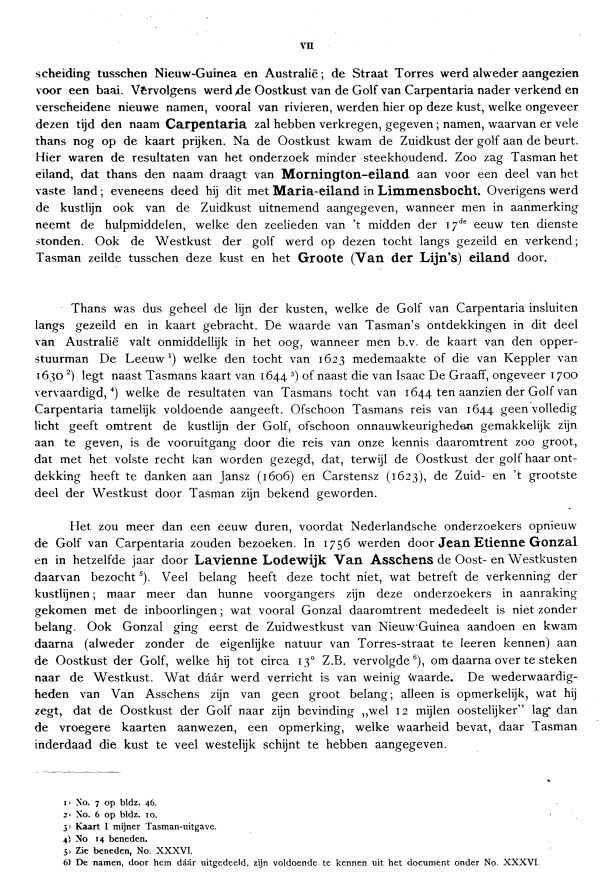 VII
scheiding tusschen Nieuw-Guinea en Australië; de Straat Torres werd alweder aangezien
voor een baai. Vervolgens werd de Oostkust van de Golf van Carpentaria nader verkend en
verscheidene nieuwe namen, vooral van rivieren, werden hier op deze kust, welke ongeveer
dezen tijd den naam Carpentaria zal hebben verkregen, gegeven; namen, waarvan er vele
thans nog op de kaart prijken. Na de Oostkust kwam de Zuidkust der golf aan de beurt.
Hier waren de resultaten van het onderzoek minder steekhoudend. Zoo zag Tasman het
eiland, dat thans den naam draagt van Mornington-eiland aan voor een deel van het
vaste land; eveneens deed hij dit met Maria-eiland in Limmensbocht. Overigens werd
de kustlijn ook van de Zuidkust uitnemend aangegeven, wanneer men in aanmerking
neemt de hulpmiddelen, welke den zeelieden van 't midden der 17de eeuw ten dienste
stonden. Ook de Westkust der golf werd op dezen tocht langs gezeild en verkend;
Tasman zeilde tusschen deze kust en het Groote (Van der Lijn's) eiland door.
Thans was dus geheel de lijn der kusten, welke de Golf van Carpentaria insluiten
langs gezeild en in kaart gebracht. De waarde van Tasman's ontdekkingen in dit deel
van Australië valt onmiddellijk in het oog, wanneer men b.v. de kaart van den opper-
stuurman De Leeuw 1) welke den tocht van 1623 medemaakte of die van Keppler van
1630 2) legt naast Tasmans kaart van 1644 3) of naast die van Isaac De Graaff, ongeveer 1700
vervaardigd, 4) welke de resultaten van Tasmans tocht van 1644 ten aanzien der Golf van
Carpentaria tamelijk voldoende aangeeft. Ofschoon Tasmans reis van 1644 geen volledig
licht geeft omtrent de kustlijn der Golf, ofschoon onnauwkeurigheden gemakkelijk zijn
aan te geven, is de vooruitgang door die reis van onze kennis daaromtrent zoo groot,
dat met het volste recht kan worden gezegd, dat, terwijl de Oostkust der golf haar ont-
dekking heeft te danken aan Jansz (1606) en Carstensz (1623), de Zuid- en 't grootste
deel der Westkust door Tasman zijn bekend geworden.
Het zou meer dan een eeuw duren, voordat Nederlandsche onderzoekers opnieuw
de Golf van Carpentaria zouden bezoeken. In 1756 werden door Jean Etienne Gonzal
en in hetzelfde jaar door Lavienne Lodewijk Van Asschens de Oost- en Westkusten
daarvan bezocht 5). Veel belang heeft deze tocht niet, wat betreft de verkenning der
kustlijnen; maar meer dan hunne voorgangers zijn deze onderzoekers in aanraking
gekomen met de inboorlingen; wat vooral Gonzal daaromtrent mededeelt is niet zonder
belang. Ook Gonzal ging eerst de Zuidwestkust van Nieuw-Guinea aandoen en kwam
daarna (alweder zonder de eigenlijke natuur van Torres-straat te leeren kennen) aan
de Oostkust der Golf, welke hij tot circa 13° Z.B. vervolgde 6), om daarna over te steken
naar de Westkust. Wat dáár verricht is van weinig waarde. De wederwaardig-
heden van Van Asschens zijn van geen groot belang; alleen is opmerkelijk, wat hij
zegt, dat de Oostkust der Golf naar zijn bevinding „wel 12 mijlen oostelijker” lag dan
de vroegere kaarten aanwezen, een opmerking, welke waarheid bevat, daar Tasman
inderdaad die kust te veel westelijk schijnt te hebben aangegeven.
1) No. 7 op bldz. 46.
2) No. 6 op bldz. 10.
3) Kaart I mijner Tasman-uitgave.
4) No 14 beneden.
5) Zie beneden, No. XXXVI.
6) De namen, door hem dáár uitgedeeld, zijn voldoende te kennen uit het document onder No. XXXVI.